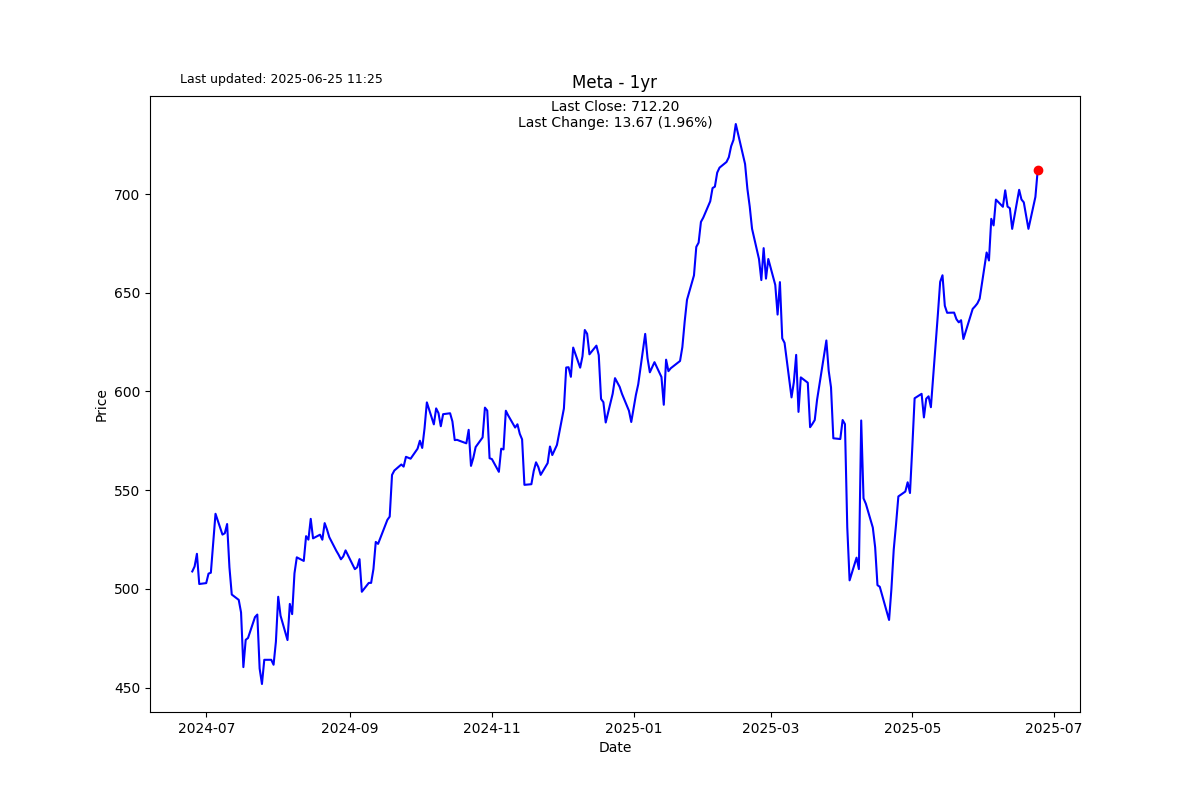 Last updated: 2025-06-25 11:25
Meta - 1yr
Last Close: 712.20
Last Change: 13.67 (1.96%)
Price
700
650
600
550
500
450
2024-07
2024-09
2024-11
2025-01
2025-03
2025-05
2025-07
Date